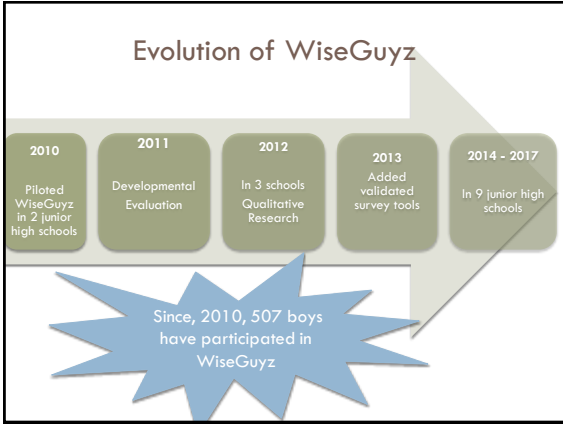 Evolution of WiseGuyz
2010
Piloted
WiseGuyz
in 2 junior
high schools
2011
Developmental
Evaluation
2012
In 3 schools
Qualitative
Research
2013
Added
validated
survey tools
2014 - 2017
In 9 junior high
schools
Since, 2010, 507 boys
have participated in
WiseGuyz